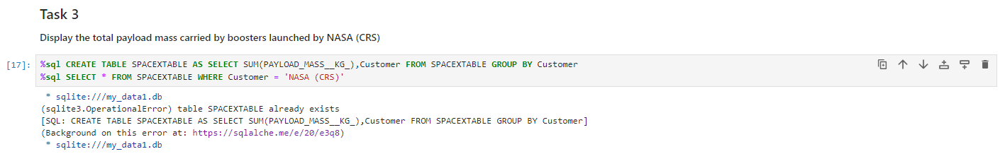 Task 3
Display the total payload mass carried by boosters launched by NASA (CRS)
[17]: %sql CREATE TABLE SPACEXTABLE AS SELECT SUM(PAYLOAD_MASS__KG_),Customer FROM SPACEXTABLE GROUP BY Customer
%sql SELECT * FROM SPACEXTABLE WHERE Customer = 'NASA (CRS)'
* sqlite:///my_data1.db
(sqlite3.OperationalError) table SPACEXTABLE already exists
[SQL: CREATE TABLE SPACEXTABLE AS SELECT SUM(PAYLOAD_MASS__KG_),Customer FROM SPACEXTABLE GROUP BY Customer]
(Background on this error at: https://sqlalche.me/e/20/e3q8)
* sqlite:///my_data1.db